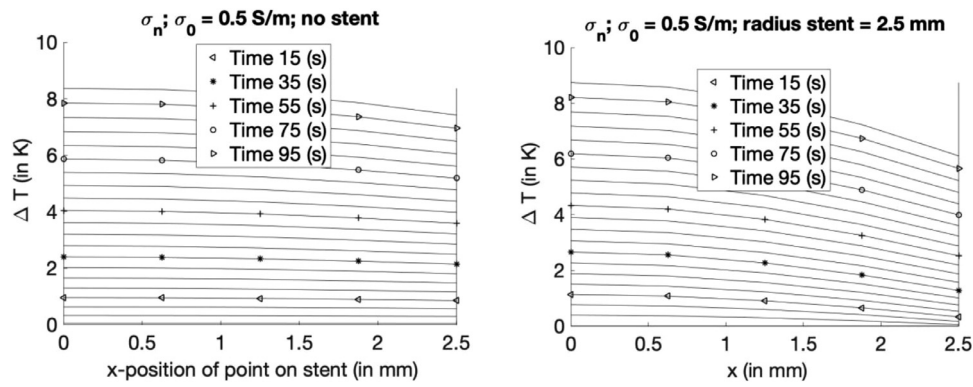 σn; σ0 = 0.5 S/m; no stent
10
8
6
4
2
0
Δ T (in K)
Time 15 (s)
Time 35 (s)
Time 55 (s)
Time 75 (s)
Time 95 (s)
0 0.5 1 1.5 2 2.5
x-position of point on stent (in mm)
σn; σ0 = 0.5 S/m; radius stent = 2.5 mm
10
8
6
4
2
0
Δ T (in K)
Time 15 (s)
Time 35 (s)
Time 55 (s)
Time 75 (s)
Time 95 (s)
0 0.5 1 1.5 2 2.5
x (in mm)